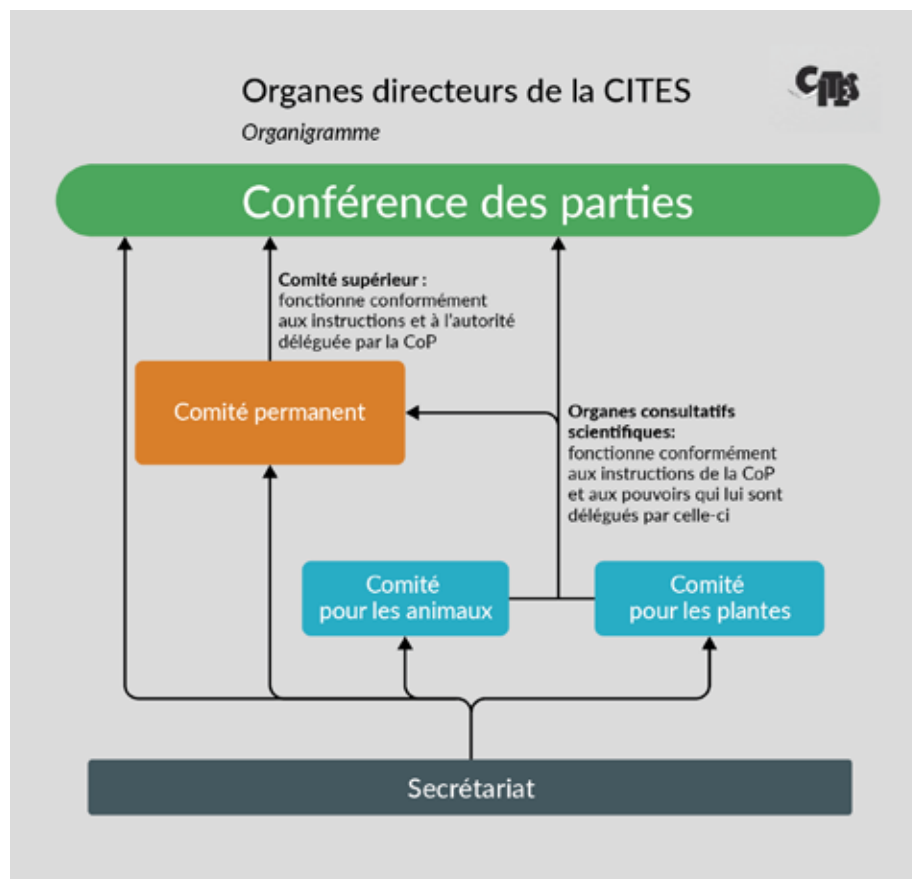 Organes directeurs de la CITES
CITES
Organigramme
Conférence des parties
Comité supérieur :
fonctionne conformément
aux instructions et à l'autorité
déléguée par la CoP
Comité permanent
Organes consultatifs
scientifiques:
fonctionne conformément
aux instructions de la CoP
et aux pouvoirs qui lui sont
délégués par celle-ci
Comité
pour les animaux
Comité
pour les plantes
Secrétariat